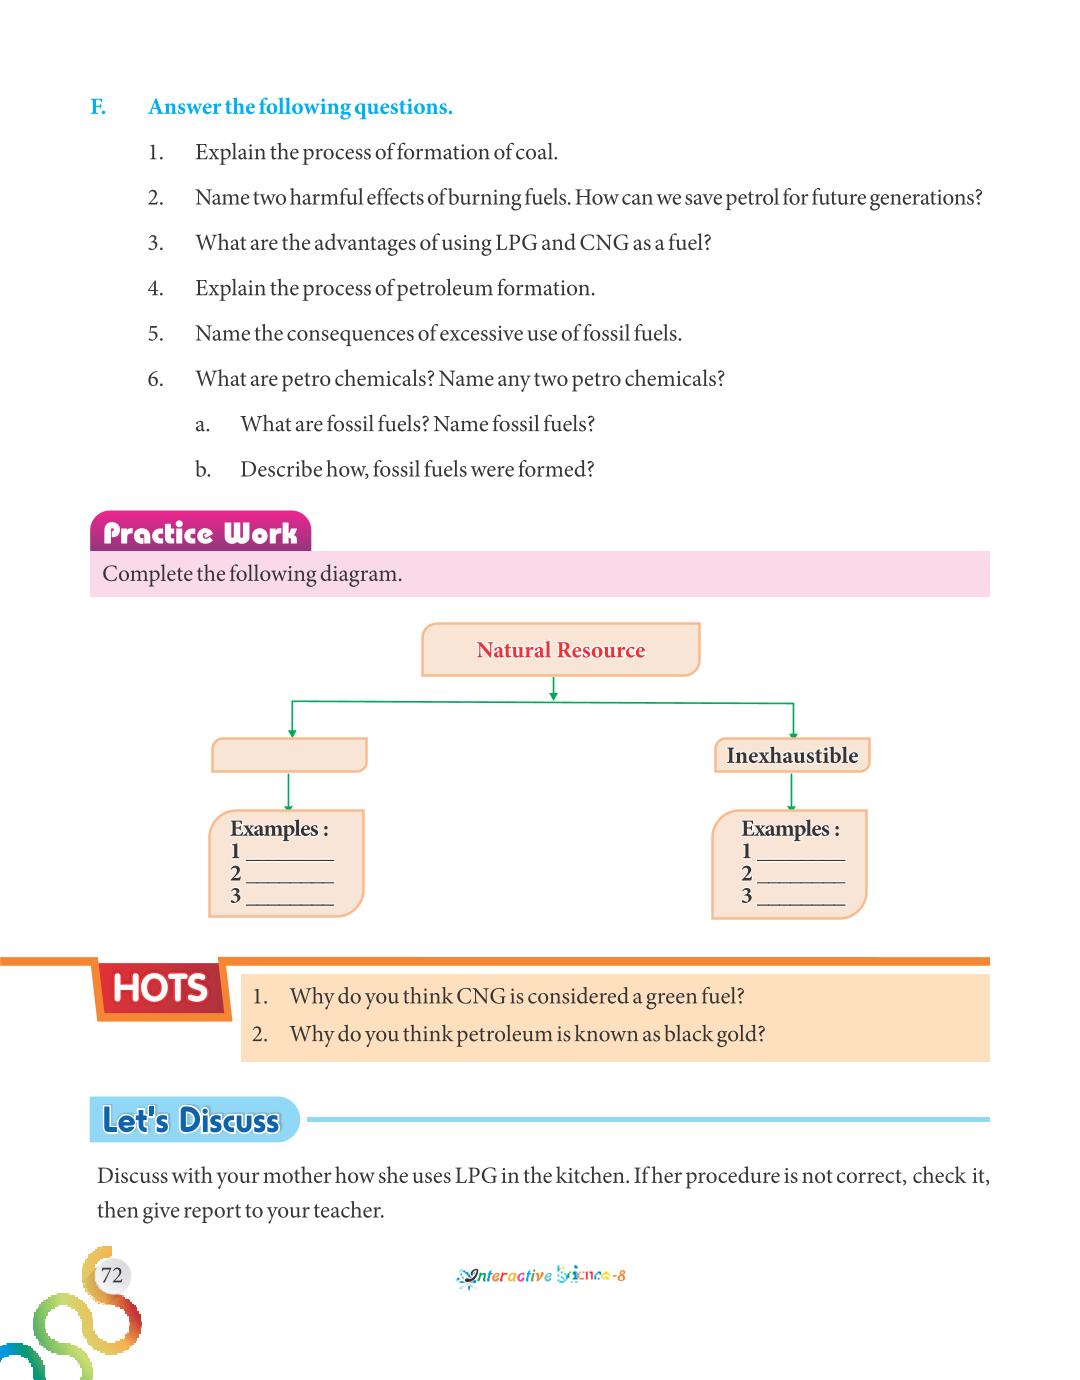 F. Answer the following questions.
1. Explain the process of formation of coal.
2. Name two harmful effects of burning fuels. How can we save petrol for future generations?
3. What are the advantages of using LPG and CNG as a fuel?
4. Explain the process of petroleum formation.
5. Name the consequences of excessive use of fossil fuels.
6. What are petro chemicals? Name any two petro chemicals?
a. What are fossil fuels? Name fossil fuels?
b. Describe how, fossil fuels were formed?
Practice Work
Complete the following diagram.
Natural Resource
Inexhaustible
Examples :
1 ________
2 ________
3 ________
Examples :
1 ________
2 ________
3 ________
HOTS
1. Why do you think CNG is considered a green fuel?
2. Why do you think petroleum is known as black gold?
Let's Discuss
Discuss with your mother how she uses LPG in the kitchen. If her procedure is not correct, check it,
then give report to your teacher.
72
Interactive Science-8